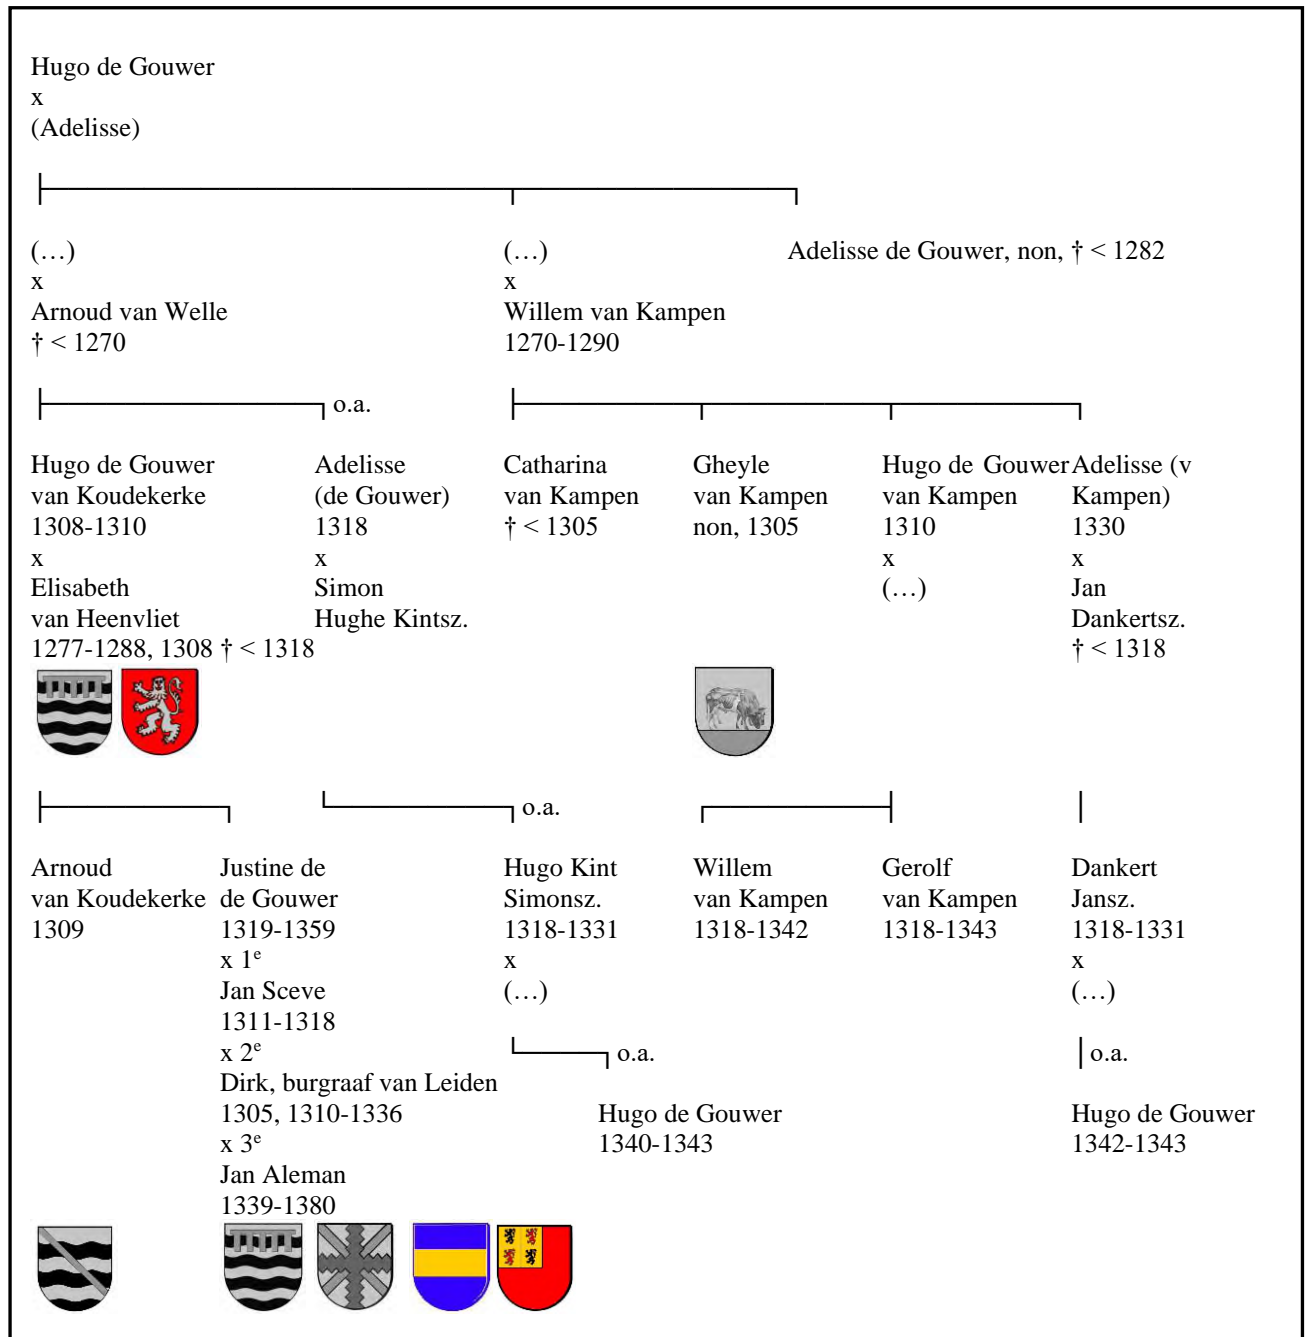 Hugo de Gouwer
x
(Adelisse)
(…) (…) Adelisse de Gouwer, non, † < 1282
x x
Arnoud van Welle Willem van Kampen
† < 1270 1270-1290
o.a.
Hugo de Gouwer Adelisse Catharina Gheyle Hugo de Gouwer Adelisse (v
van Koudekerke (de Gouwer) van Kampen van Kampen van Kampen Kampen)
1308-1310 1318 † < 1305 non, 1305 1310 1330
x x x x
Elisabeth Simon (…) Jan
van Heenvliet Hughe Kintsz. Dankertsz.
1277-1288, 1308 † < 1318 † < 1318
o.a.
Arnoud Justine de Hugo Kint Willem Gerolf Dankert
van Koudekerke de Gouwer Simonsz. van Kampen van Kampen Jansz.
1309 1319-1359 1318-1331 1318-1342 1318-1343 1318-1331
x 1e x x
Jan Sceve (…) (…)
1311-1318
x 2e o.a. o.a.
Dirk, burgraaf van Leiden
1305, 1310-1336 Hugo de Gouwer Hugo de Gouwer
x 3e 1340-1343 1342-1343
Jan Aleman
1339-1380